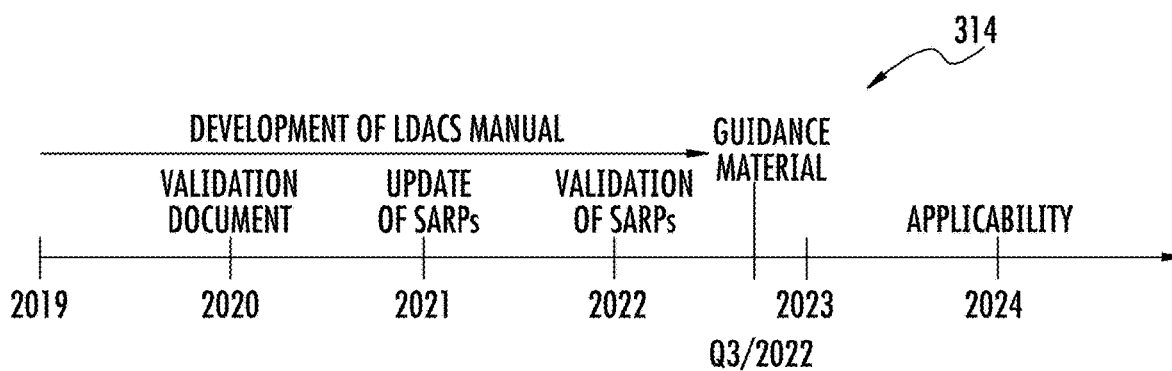 314
DEVELOPMENT OF LDACS MANUAL
GUIDANCE
MATERIAL
VALIDATION
DOCUMENT
UPDATE
OF SARPs
VALIDATION
OF SARPs
APPLICABILITY
2019
2020
2021
2022
2023
2024
Q3/2022